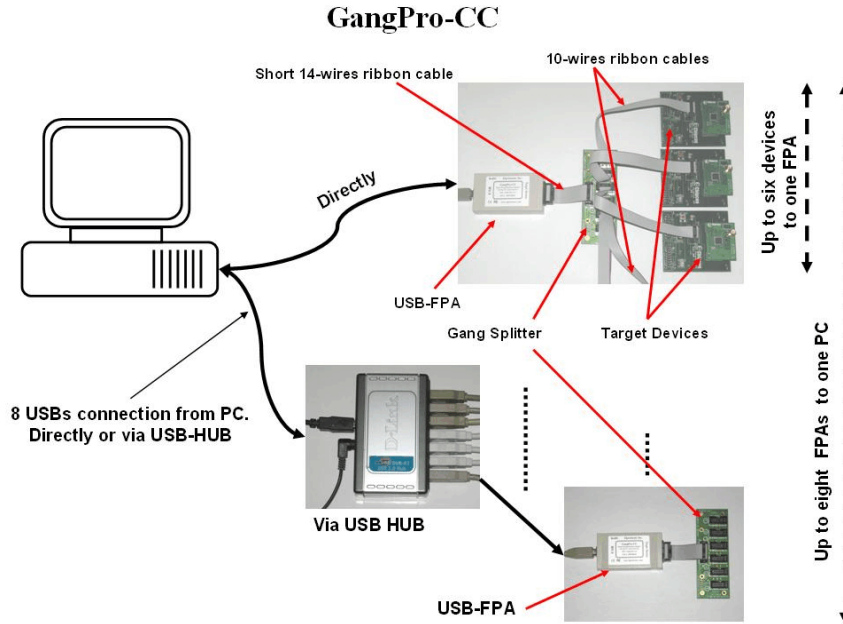 GangPro-CC
Short 14-wires ribbon cable
10-wires ribbon cables
Directly
Up to six devices
to one FPA
USB-FPA
Gang Splitter
Target Devices
8 USBs connection from PC.
Directly or via USB-HUB
D-Link
Via USB HUB
Up to eight FPAs to one PC
USB-FPA